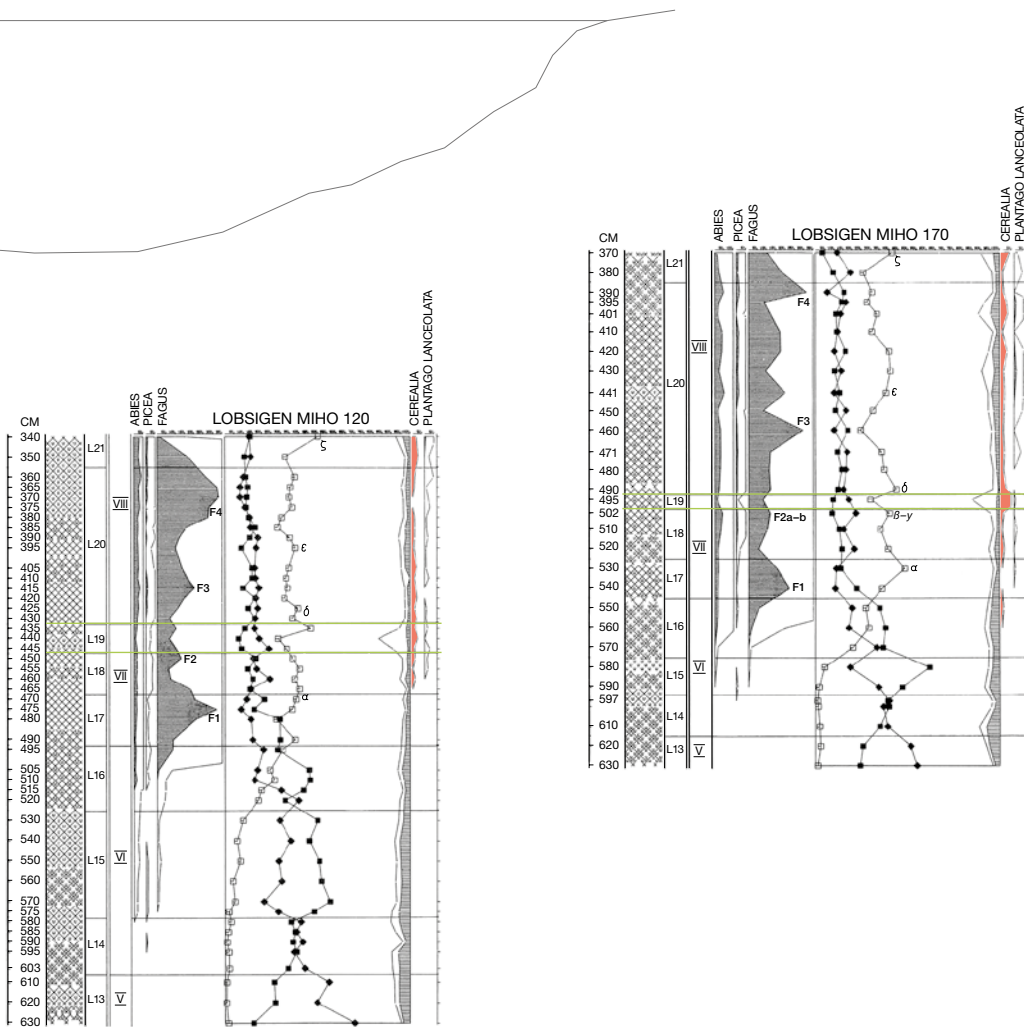 ABIES
PICEA
FAGUS
LOBSIGEN MIHO 120
CEREALIA
PLANTAGO LANCEOLATA
CM
340
350
360
365
370
375
380
385
390
395
405
410
415
420
425
430
435
440
445
450
455
460
465
470
475
480
490
495
505
510
515
520
530
540
550
560
570
575
580
585
590
595
603
610
620
630
L21
L20
L19
L18
L17
L16
L15
L14
L13
VIII
VII
VI
V
F4
F3
F2
F1
ζ
ε
δ
α
ABIES
PICEA
FAGUS
LOBSIGEN MIHO 170
CEREALIA
PLANTAGO LANCEOLATA
CM
370
380
390
395
401
410
420
430
441
450
460
471
480
490
495
502
510
520
530
540
550
560
570
580
590
597
610
620
630
L21
L20
L19
L18
L17
L16
L15
L14
L13
VIII
VII
VI
V
F4
F3
F2a–b
F1
ζ
ε
δ
β–γ
α